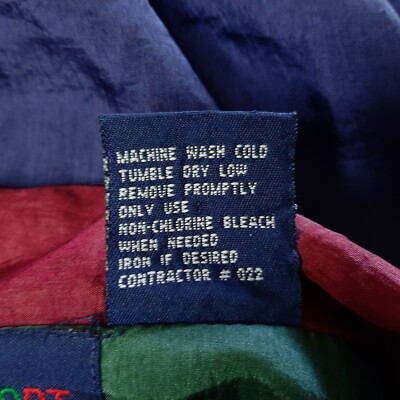 MACHINE WASH COLD
TUMBLE DRY LOW
REMOVE PROMPTLY
ONLY USE
NON-CHLORINE BLEACH
WHEN NEEDED
IRON IF DESIRED
CONTRACTOR # 022